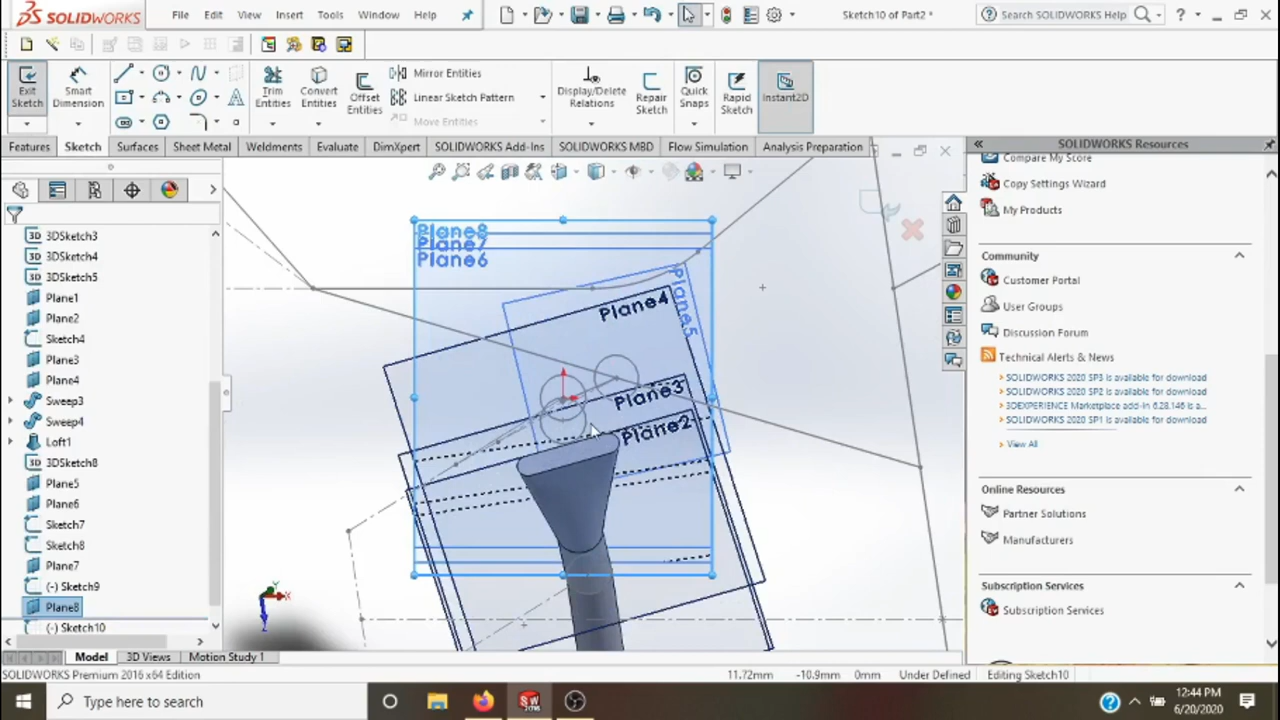 SOLIDWORKS File Edit View Insert Tools Window Help Sketch10 of Part2 * Search SOLIDWORKS Help
Exit Sketch
Smart Dimension
Trim Entities
Convert Entities
Offset Entities
Mirror Entities
Linear Sketch Pattern
Move Entities
Display/Delete Relations
Repair Sketch
Quick Snaps
Rapid Sketch
Instant2D
Features Sketch Surfaces Sheet Metal Weldments Evaluate DimXpert SOLIDWORKS Add-Ins SOLIDWORKS MBD Flow Simulation Analysis Preparation
3DSketch3
3DSketch4
3DSketch5
Plane1
Plane2
Sketch4
Plane3
Plane4
Sweep3
Sweep4
Loft1
3DSketch8
Plane5
Plane6
Sketch7
Sketch8
Plane7
(-) Sketch9
Plane8
(-) Sketch10
Plane8
Plane7
Plane6
Plane5
Plane4
Plane3
Plane2
X
Y
Z
SOLIDWORKS Resources
Compare My Score
Copy Settings Wizard
My Products
Community
Customer Portal
User Groups
Discussion Forum
Technical Alerts & News
SOLIDWORKS 2020 SP3 is available for download
SOLIDWORKS 2020 SP2 is available for download
3DEXPERIENCE Marketplace add-in 6.28.146 is a...
SOLIDWORKS 2020 SP1 is available for download
View All
Online Resources
Partner Solutions
Manufacturers
Subscription Services
Subscription Services
Model 3D Views Motion Study 1
SOLIDWORKS Premium 2016 x64 Edition 11.72mm -10.9mm 0mm Under Defined Editing Sketch10
Type here to search
12:44 PM
6/20/2020